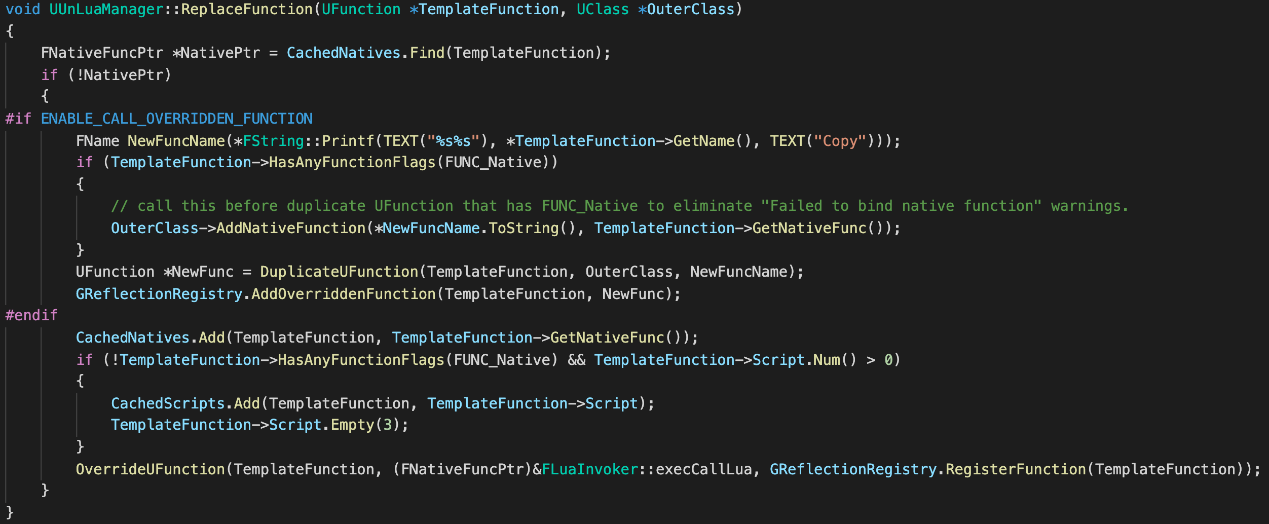 void UUnLuaManager::ReplaceFunction(UFunction *TemplateFunction, UClass *OuterClass)
{
    FNativeFuncPtr *NativePtr = CachedNatives.Find(TemplateFunction);
    if (!NativePtr)
    {
#if ENABLE_CALL_OVERRIDDEN_FUNCTION
        FName NewFuncName(*FString::Printf(TEXT("%s%s"), *TemplateFunction->GetName(), TEXT("Copy")));
        if (TemplateFunction->HasAnyFunctionFlags(FUNC_Native))
        {
            // call this before duplicate UFunction that has FUNC_Native to eliminate "Failed to bind native function" warnings.
            OuterClass->AddNativeFunction(*NewFuncName.ToString(), TemplateFunction->GetNativeFunc());
        }
        UFunction *NewFunc = DuplicateUFunction(TemplateFunction, OuterClass, NewFuncName);
        GReflectionRegistry.AddOverriddenFunction(TemplateFunction, NewFunc);
#endif
        CachedNatives.Add(TemplateFunction, TemplateFunction->GetNativeFunc());
        if (!TemplateFunction->HasAnyFunctionFlags(FUNC_Native) && TemplateFunction->Script.Num() > 0)
        {
            CachedScripts.Add(TemplateFunction, TemplateFunction->Script);
            TemplateFunction->Script.Empty(3);
        }
        OverrideUFunction(TemplateFunction, (FNativeFuncPtr)&FLuaInvoker::execCallLua, GReflectionRegistry.RegisterFunction(TemplateFunction));
    }
}